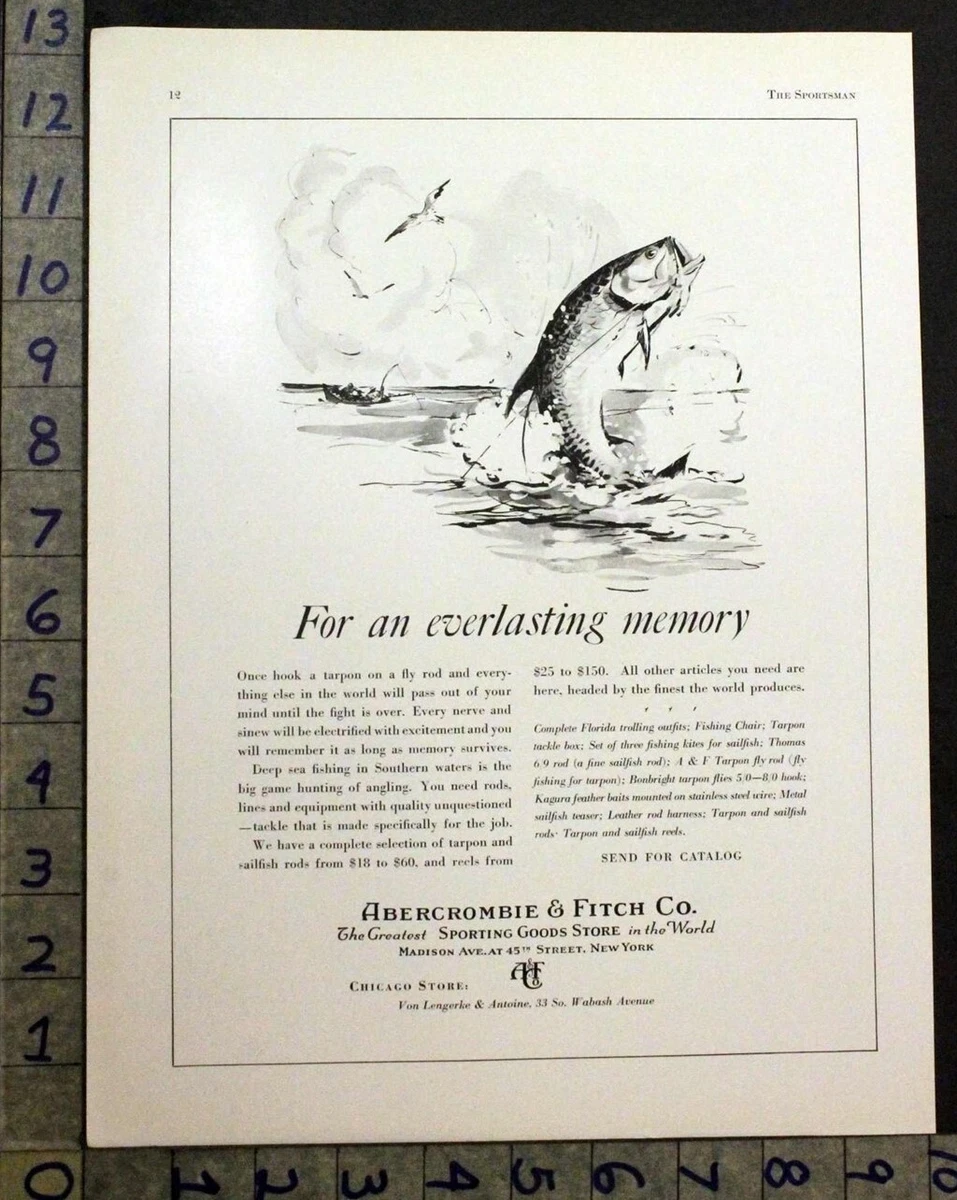 13
12
11
10
9
8
7
6
5
4
3
2
1
0
12 THE SPORTSMAN
For an everlasting memory
Once hook a tarpon on a fly rod and every-
thing else in the world will pass out of your
mind until the fight is over. Every nerve and
sinew will be electrified with excitement and you
will remember it as long as memory survives.
Deep sea fishing in Southern waters is the
big game hunting of angling. You need rods,
lines and equipment with quality unquestioned
—tackle that is made specifically for the job.
We have a complete selection of tarpon and
sailfish rods from $18 to $60, and reels from
$25 to $150. All other articles you need are
here, headed by the finest the world produces.
Complete Florida trolling outfits; Fishing Chair; Tarpon
tackle box; Set of three fishing kites for sailfish; Thomas
6/9 rod (a fine sailfish rod); A & F Tarpon fly rod (fly
fishing for tarpon); Bonbright tarpon flies 5/0—8/0 hook;
Kagura feather baits mounted on stainless steel wire; Metal
sailfish teaser; Leather rod harness; Tarpon and sailfish
rods· Tarpon and sailfish reels.
SEND FOR CATALOG
ABERCROMBIE & FITCH CO.
The Greatest SPORTING GOODS STORE in the World
MADISON AVE. AT 45TH STREET, NEW YORK
A&F Co
CHICAGO STORE:
Von Lengerke & Antoine, 33 So. Wabash Avenue
1 2 3 4 5 6 7 8 9 10